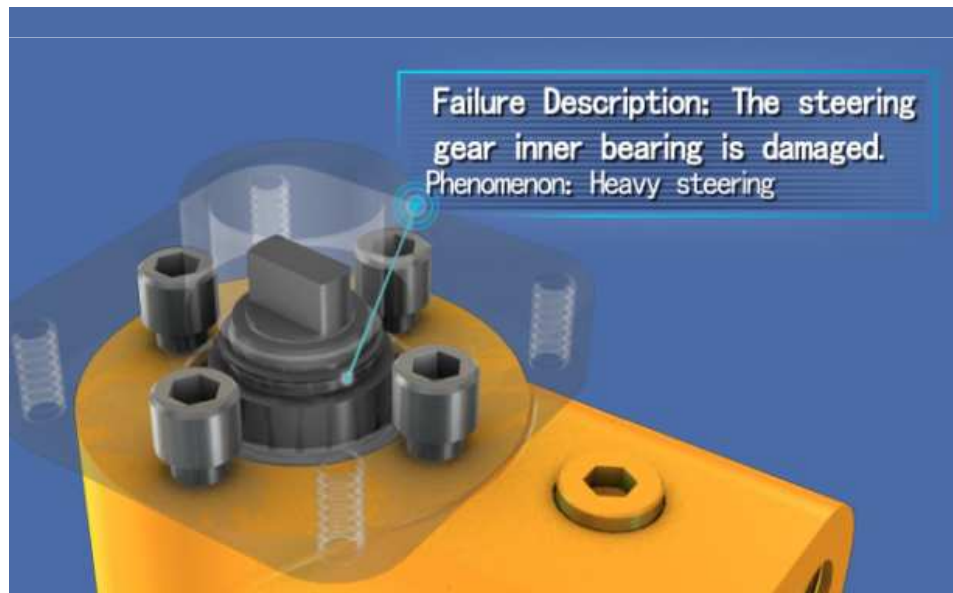 Failure Description: The steering
gear inner bearing is damaged.
Phenomenon: Heavy steering